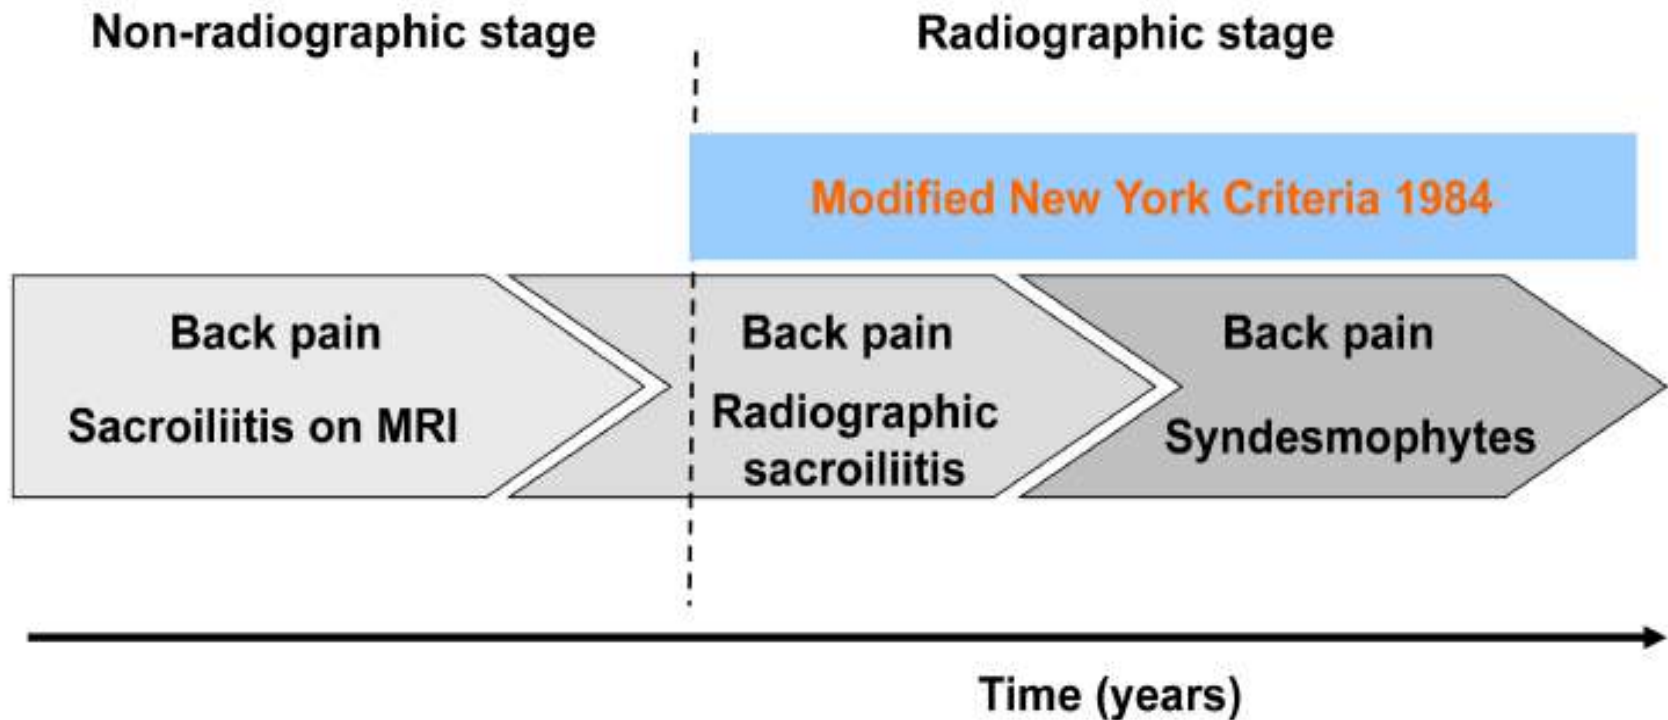 Non-radiographic stage
Radiographic stage
Modified New York Criteria 1984
Back pain
Sacroiliitis on MRI
Back pain
Radiographic
sacroiliitis
Back pain
Syndesmophytes
Time (years)